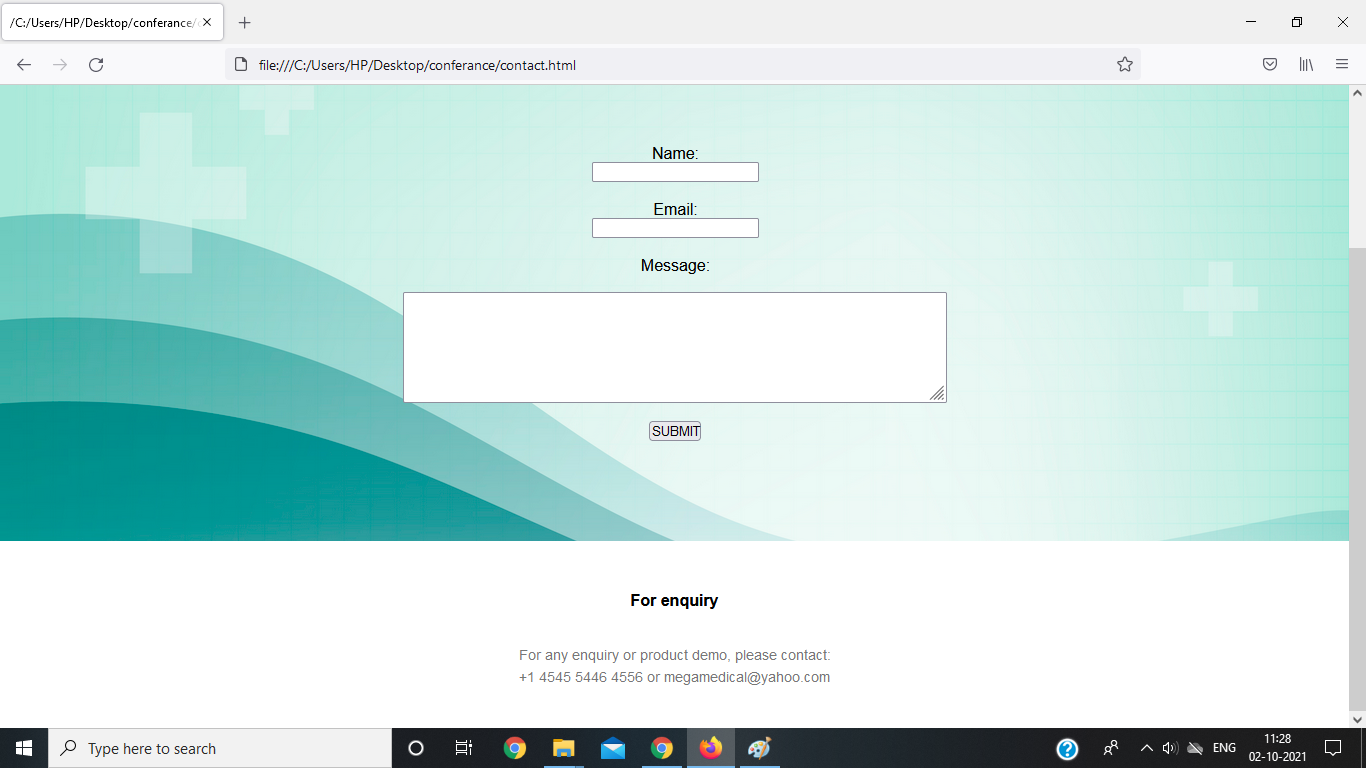 /C:/Users/HP/Desktop/conferance/
file:///C:/Users/HP/Desktop/conferance/contact.html
Name:
Email:
Message:
SUBMIT
For enquiry
For any enquiry or product demo, please contact:
+1 4545 5446 4556 or megamedical@yahoo.com
Type here to search
ENG
11:28
02-10-2021